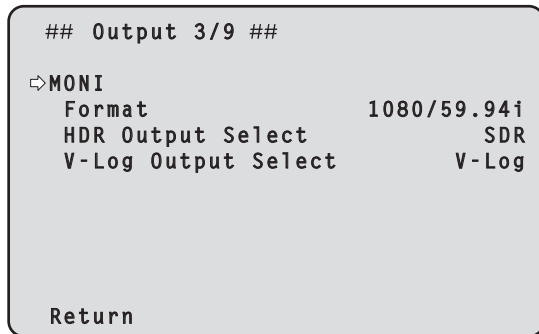 ## Output 3/9 ##
⇨MONI
Format 1080/59.94i
HDR Output Select SDR
V-Log Output Select V-Log
Return